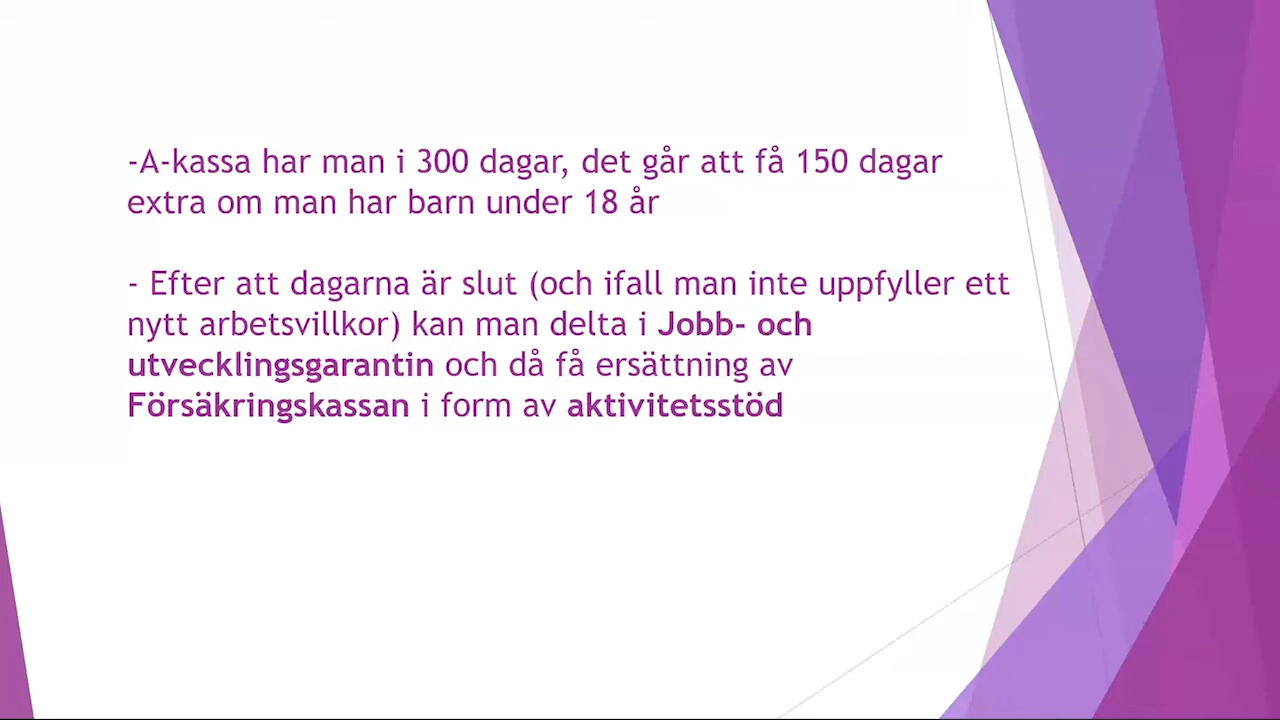 -A-kassa har man i 300 dagar, det går att få 150 dagar
extra om man har barn under 18 år
- Efter att dagarna är slut (och ifall man inte uppfyller ett
nytt arbetsvillkor) kan man delta i Jobb- och
utvecklingsgarantin och då få ersättning av
Försäkringskassan i form av aktivitetsstöd